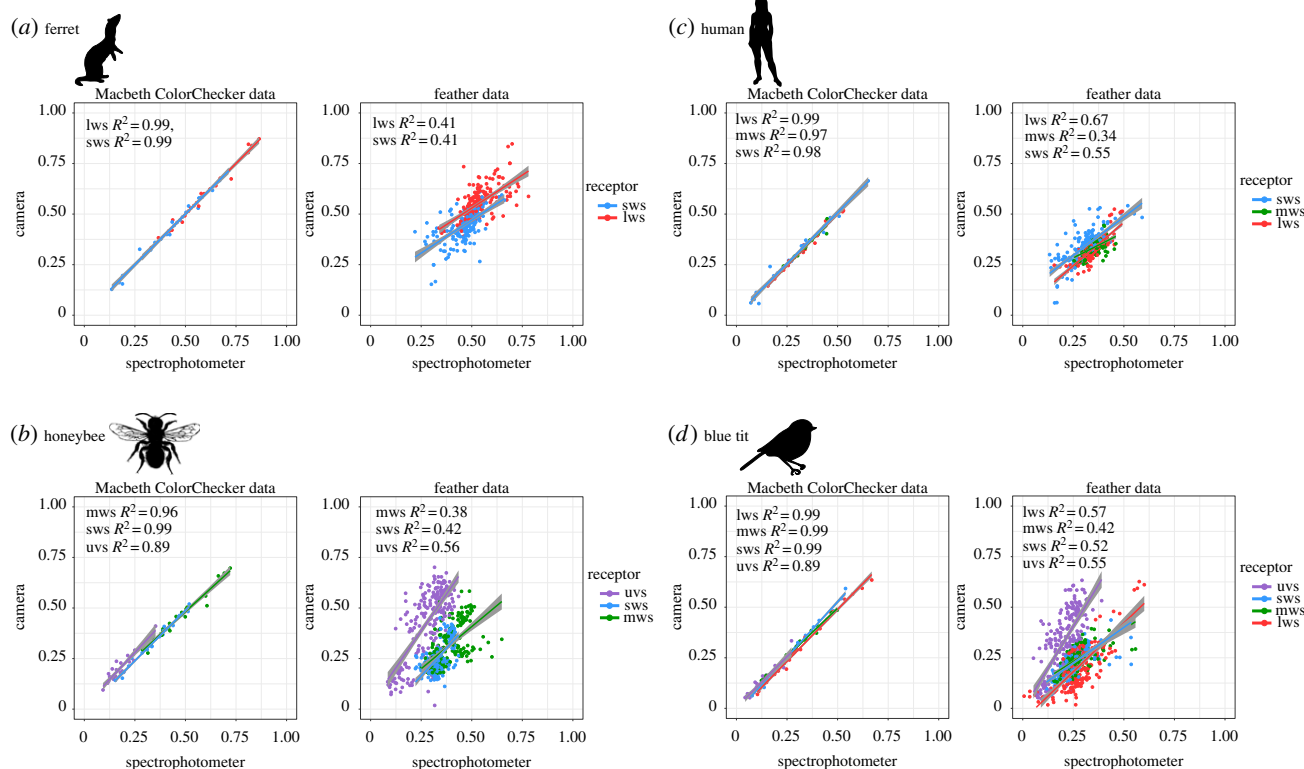 (a) ferret
Macbeth ColorChecker data
lws R² = 0.99,
sws R² = 0.99
camera
1.00
0.75
0.50
0.25
0
0 0.25 0.50 0.75 1.00
spectrophotometer
feather data
lws R² = 0.41
sws R² = 0.41
camera
1.00
0.75
0.50
0.25
0
0 0.25 0.50 0.75 1.00
spectrophotometer
receptor
sws
lws
(c) human
Macbeth ColorChecker data
lws R² = 0.99
mws R² = 0.97
sws R² = 0.98
camera
1.00
0.75
0.50
0.25
0
0 0.25 0.50 0.75 1.00
spectrophotometer
feather data
lws R² = 0.67
mws R² = 0.34
sws R² = 0.55
camera
1.00
0.75
0.50
0.25
0
0 0.25 0.50 0.75 1.00
spectrophotometer
receptor
sws
mws
lws
(b) honeybee
Macbeth ColorChecker data
mws R² = 0.96
sws R² = 0.99
uvs R² = 0.89
camera
1.00
0.75
0.50
0.25
0
0 0.25 0.50 0.75 1.00
spectrophotometer
feather data
mws R² = 0.38
sws R² = 0.42
uvs R² = 0.56
camera
1.00
0.75
0.50
0.25
0
0 0.25 0.50 0.75 1.00
spectrophotometer
receptor
uvs
sws
mws
(d) blue tit
Macbeth ColorChecker data
lws R² = 0.99
mws R² = 0.99
sws R² = 0.99
uvs R² = 0.89
camera
1.00
0.75
0.50
0.25
0
0 0.25 0.50 0.75 1.00
spectrophotometer
feather data
lws R² = 0.57
mws R² = 0.42
sws R² = 0.52
uvs R² = 0.55
camera
1.00
0.75
0.50
0.25
0
0 0.25 0.50 0.75 1.00
spectrophotometer
receptor
uvs
sws
mws
lws